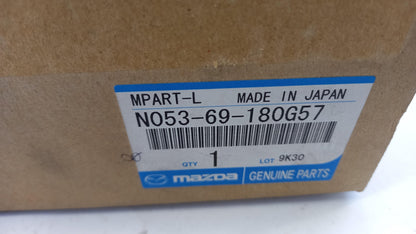 MPART-L MADE IN JAPAN
N053-69-180G57
QTY 1 LOT 9K30
mazda GENUINE PARTS